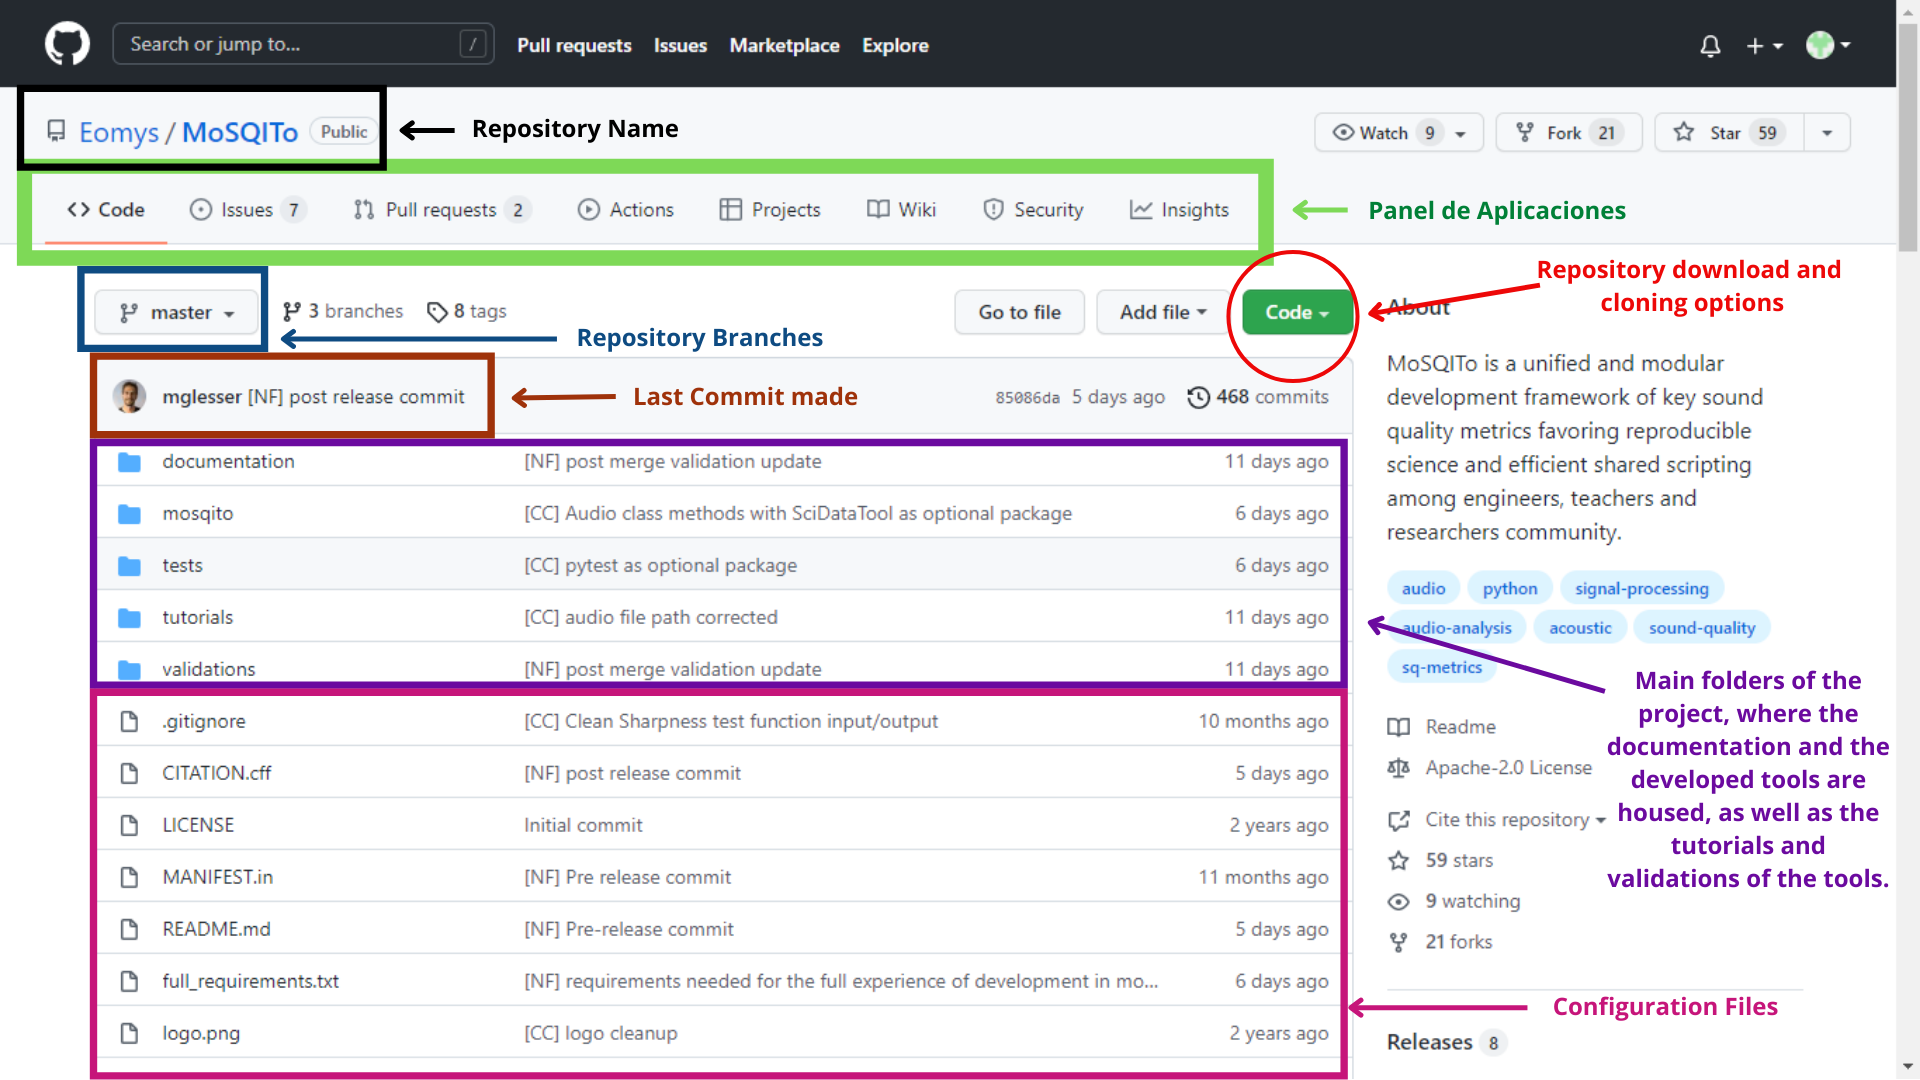 Search or jump to... /
Pull requests Issues Marketplace Explore
Eomys / MoSQITo Public
Repository Name
Watch 9 Fork 21 Star 59
Code Issues 7 Pull requests 2 Actions Projects Wiki Security Insights
Panel de Aplicaciones
master 3 branches 8 tags
Repository Branches
Go to file Add file Code
Repository download and
cloning options
About
mglesser [NF] post release commit
Last Commit made
85086da 5 days ago 468 commits
documentation [NF] post merge validation update 11 days ago
mosqito [CC] Audio class methods with SciDataTool as optional package 6 days ago
tests [CC] pytest as optional package 6 days ago
tutorials [CC] audio file path corrected 11 days ago
validations [NF] post merge validation update 11 days ago
.gitignore [CC] Clean Sharpness test function input/output 10 months ago
CITATION.cff [NF] post release commit 5 days ago
LICENSE Initial commit 2 years ago
MANIFEST.in [NF] Pre release commit 11 months ago
README.md [NF] Pre-release commit 5 days ago
full_requirements.txt [NF] requirements needed for the full experience of development in mo... 6 days ago
logo.png [CC] logo cleanup 2 years ago
MoSQITo is a unified and modular
development framework of key sound
quality metrics favoring reproducible
science and efficient shared scripting
among engineers, teachers and
researchers community.
audio python signal-processing
audio-analysis acoustic sound-quality
sq-metrics
Readme
Apache-2.0 License
Cite this repository
59 stars
9 watching
21 forks
Main folders of the
project, where the
documentation and the
developed tools are
housed, as well as the
tutorials and
validations of the tools.
Configuration Files
Releases 8